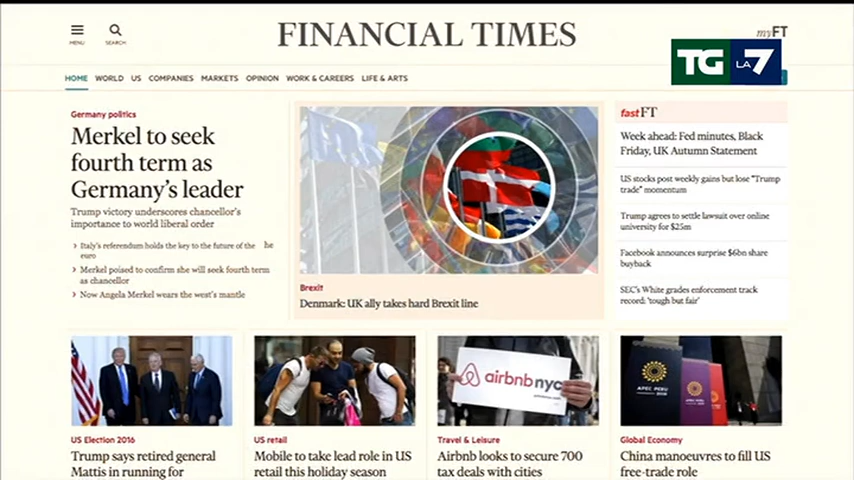 FINANCIAL TIMES
myFT
MENU
SEARCH
TG LA 7
HOME WORLD US COMPANIES MARKETS OPINION WORK & CAREERS LIFE & ARTS
Germany politics
Merkel to seek
fourth term as
Germany's leader
Trump victory underscores chancellor's
importance to world liberal order
Italy's referendum holds the key to the future of the he
euro
Merkel poised to confirm she will seek fourth term
as chancellor
Now Angela Merkel wears the west's mantle
Brexit
Denmark: UK ally takes hard Brexit line
fastFT
Week ahead: Fed minutes, Black
Friday, UK Autumn Statement
US stocks post weekly gains but lose "Trump
trade" momentum
Trump agrees to settle lawsuit over online
university for $25m
Facebook announces surprise $6bn share
buyback
SEC's White grades enforcement track
record: 'tough but fair'
airbnb nyc
APEC PERU
US Election 2016
Trump says retired general
Mattis in running for
US retail
Mobile to take lead role in US
retail this holiday season
Travel & Leisure
Airbnb looks to secure 700
tax deals with cities
Global Economy
China manoeuvres to fill US
free-trade role